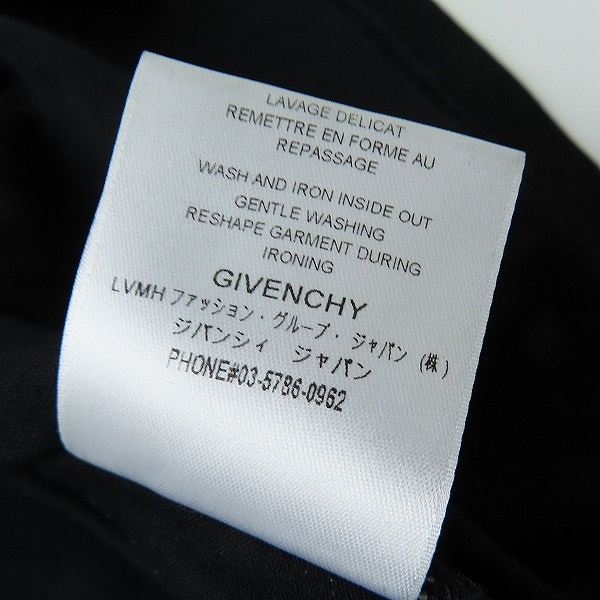 LAVAGE DELICAT
REMETTRE EN FORME AU
REPASSAGE
WASH AND IRON INSIDE OUT
GENTLE WASHING
RESHAPE GARMENT DURING
IRONING
GIVENCHY
LVMH ファッション・グループ・ ジャパン (株)
ジバンシィ ジャパン
PHONE#03-5786-0962